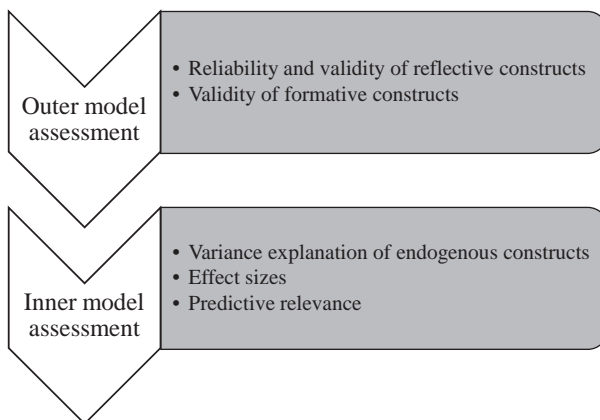 Outer model
assessment
• Reliability and validity of reflective constructs
• Validity of formative constructs
Inner model
assessment
• Variance explanation of endogenous constructs
• Effect sizes
• Predictive relevance